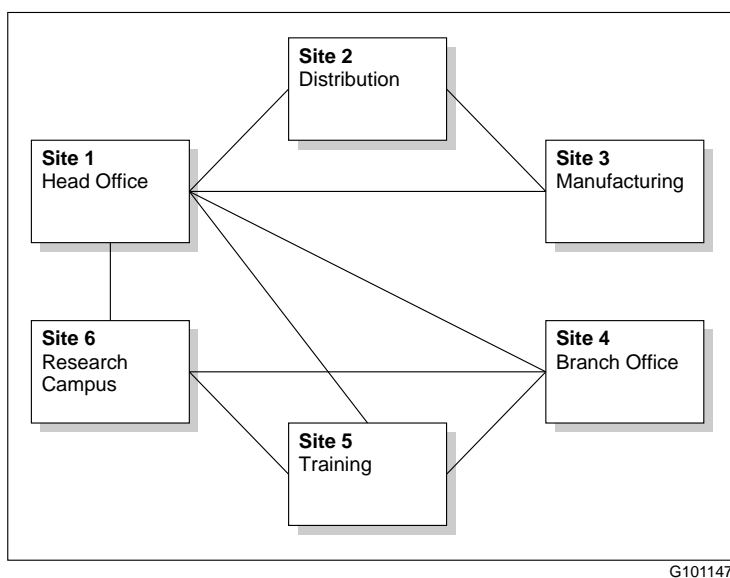 Site 2
Distribution
Site 1
Head Office
Site 3
Manufacturing
Site 6
Research
Campus
Site 4
Branch Office
Site 5
Training
G101147